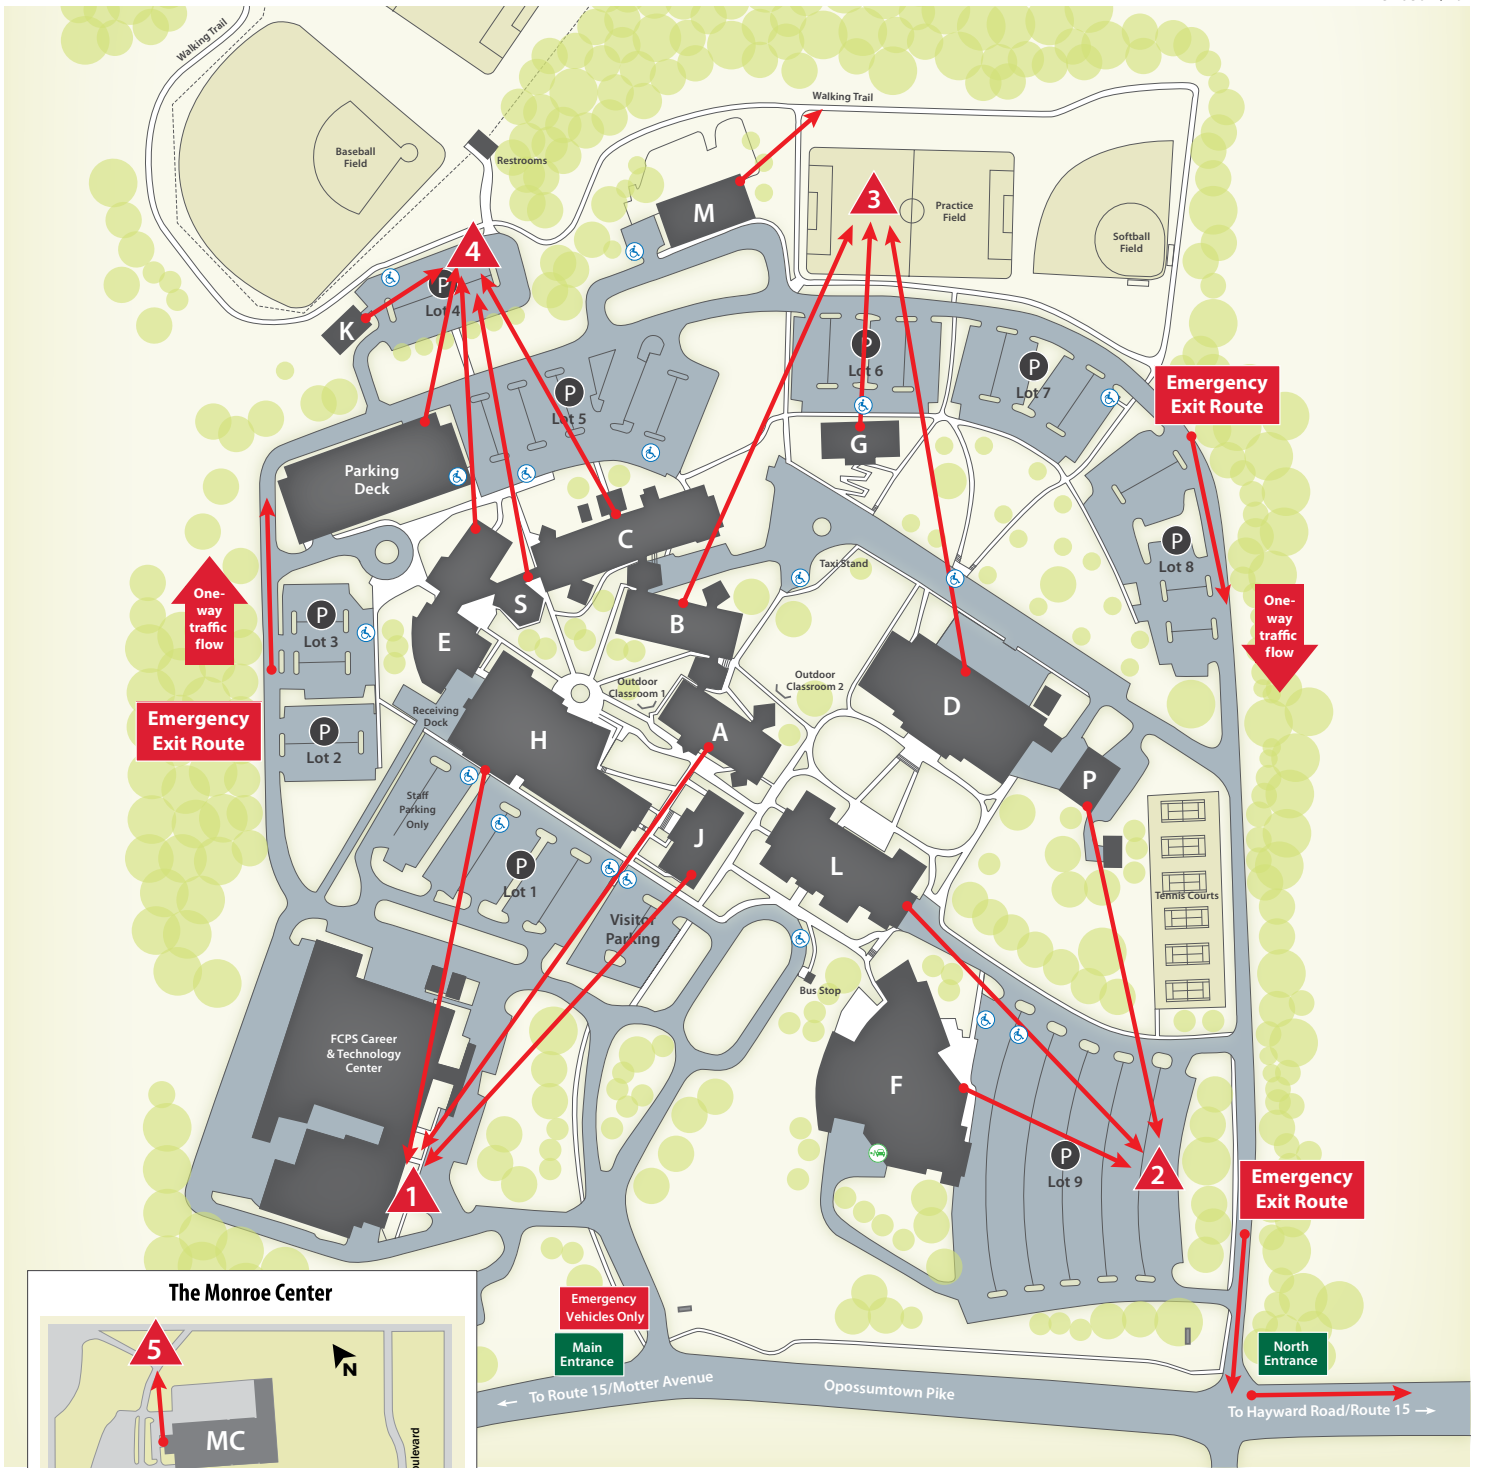 Walking Trail
Walking Trail
Baseball
Field
Restrooms
M
3
Practice
Field
Softball
Field
4
P
Lot 4
K
P
Lot 5
P
Lot 6
P
Lot 7
Emergency
Exit Route
G
Parking
Deck
C
P
Lot 8
Taxi Stand
One-
way
traffic
flow
P
Lot 3
S
E
B
One-
way
traffic
flow
Outdoor
Classroom 1
Outdoor
Classroom 2
Emergency
Exit Route
Receiving
Dock
D
A
H
P
Lot 2
P
Staff
Parking
Only
J
L
P
Lot 1
Tennis Courts
Visitor
Parking
Bus Stop
FCPS Career
& Technology
Center
F
P
Lot 9
2
1
Emergency
Exit Route
The Monroe Center
5
N
MC
ulevard
Emergency
Vehicles Only
Main
Entrance
North
Entrance
To Route 15/Motter Avenue
Opossumtown Pike
To Hayward Road/Route 15